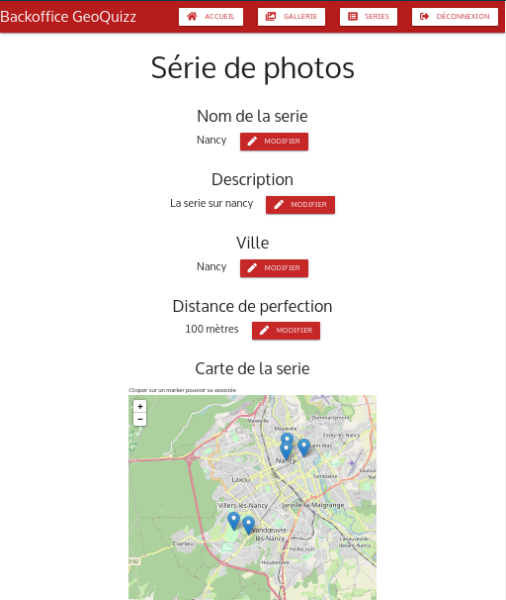 Backoffice GeoQuizz
ACCUEIL
GALLERIE
SERIES
DÉCONNEXION
Série de photos
Nom de la serie
Nancy MODIFIER
Description
La serie sur nancy MODIFIER
Ville
Nancy MODIFIER
Distance de perfection
100 mètres MODIFIER
Carte de la serie
Cliquer sur un marker pouvoir sa associée
+
−
Dommartemont
Maxéville
Malzéville
Essey-lès-Nancy
Saint-Max
Nancy
Tomblaine
Laxou
Villers-lès-Nancy
Jarville-la-Malgrange
Vandœuvre-
lès-Nancy
Clairlieu
Heillecourt
Laneuveville-
devant-Nancy
Houdemont